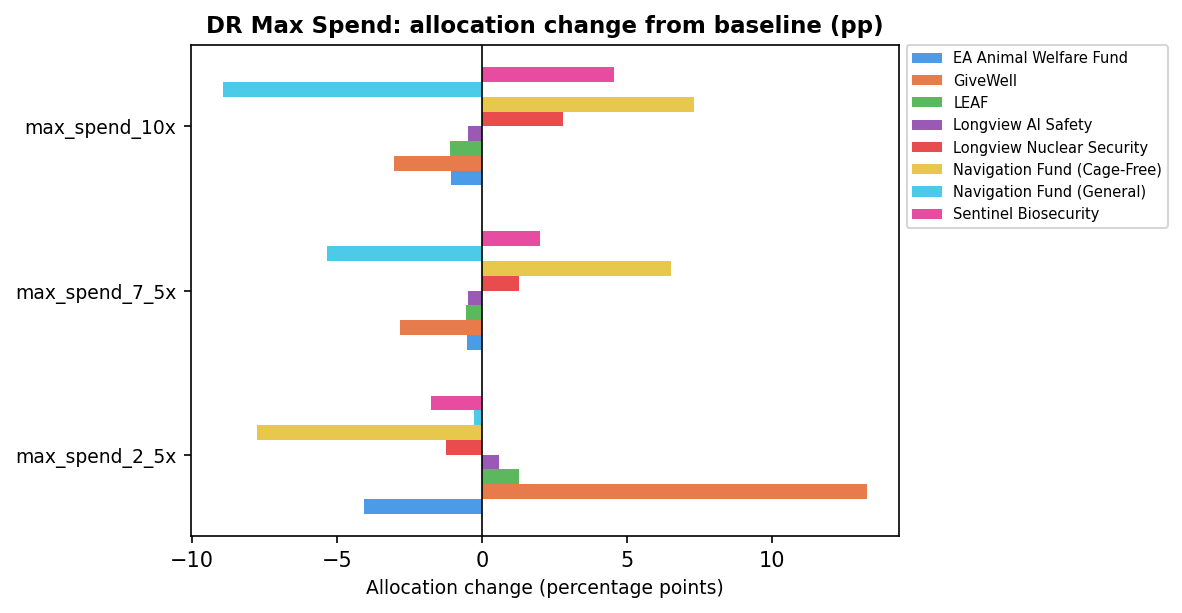 DR Max Spend: allocation change from baseline (pp)
EA Animal Welfare Fund
GiveWell
LEAF
Longview AI Safety
Longview Nuclear Security
Navigation Fund (Cage-Free)
Navigation Fund (General)
Sentinel Biosecurity
max_spend_10x
max_spend_7_5x
max_spend_2_5x
−10 −5 0 5 10
Allocation change (percentage points)